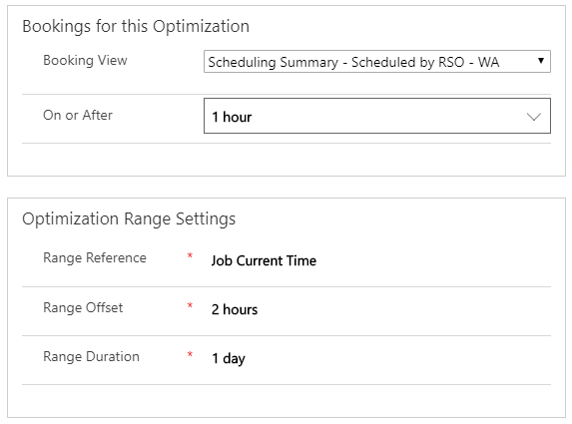 Bookings for this Optimization
Booking View Scheduling Summary - Scheduled by RSO - WA
On or After 1 hour
Optimization Range Settings
Range Reference * Job Current Time
Range Offset * 2 hours
Range Duration * 1 day